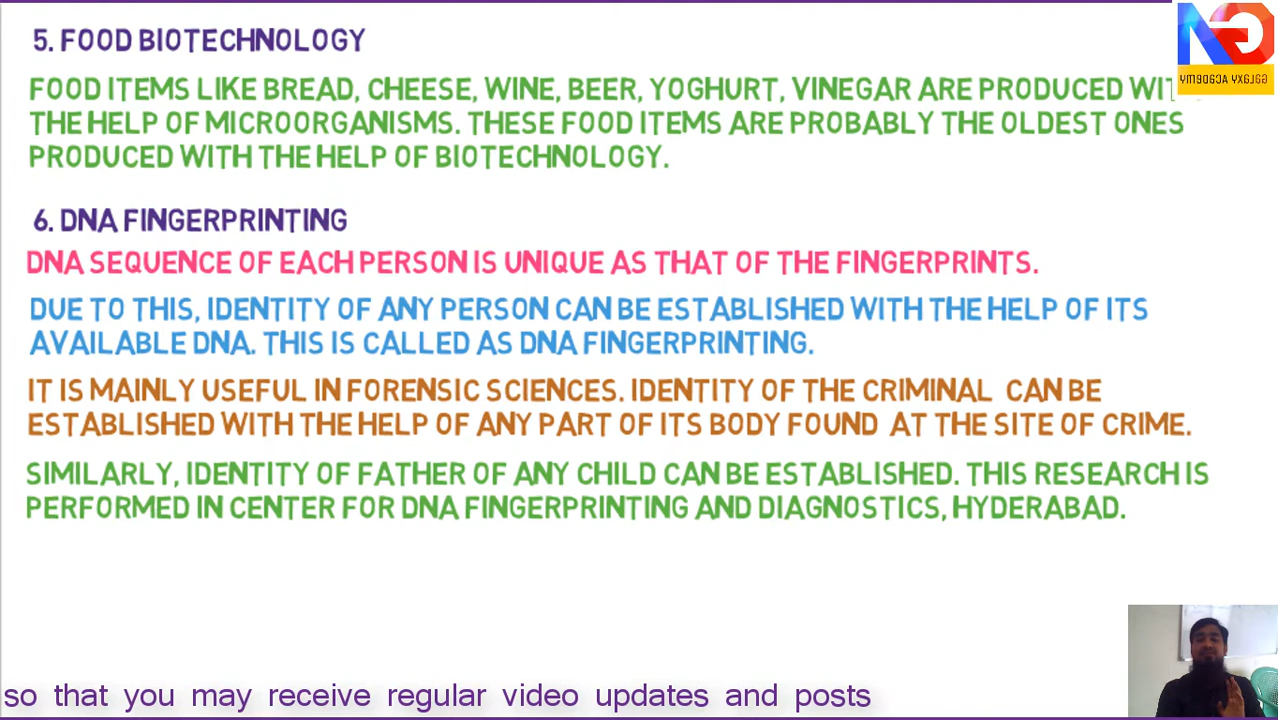 5. FOOD BIOTECHNOLOGY
FOOD ITEMS LIKE BREAD, CHEESE, WINE, BEER, YOGHURT, VINEGAR ARE PRODUCED WIT
THE HELP OF MICROORGANISMS. THESE FOOD ITEMS ARE PROBABLY THE OLDEST ONES
PRODUCED WITH THE HELP OF BIOTECHNOLOGY.
6. DNA FINGERPRINTING
DNA SEQUENCE OF EACH PERSON IS UNIQUE AS THAT OF THE FINGERPRINTS.
DUE TO THIS, IDENTITY OF ANY PERSON CAN BE ESTABLISHED WITH THE HELP OF ITS
AVAILABLE DNA. THIS IS CALLED AS DNA FINGERPRINTING.
IT IS MAINLY USEFUL IN FORENSIC SCIENCES. IDENTITY OF THE CRIMINAL CAN BE
ESTABLISHED WITH THE HELP OF ANY PART OF ITS BODY FOUND AT THE SITE OF CRIME.
SIMILARLY, IDENTITY OF FATHER OF ANY CHILD CAN BE ESTABLISHED. THIS RESEARCH IS
PERFORMED IN CENTER FOR DNA FINGERPRINTING AND DIAGNOSTICS, HYDERABAD.
so that you may receive regular video updates and posts